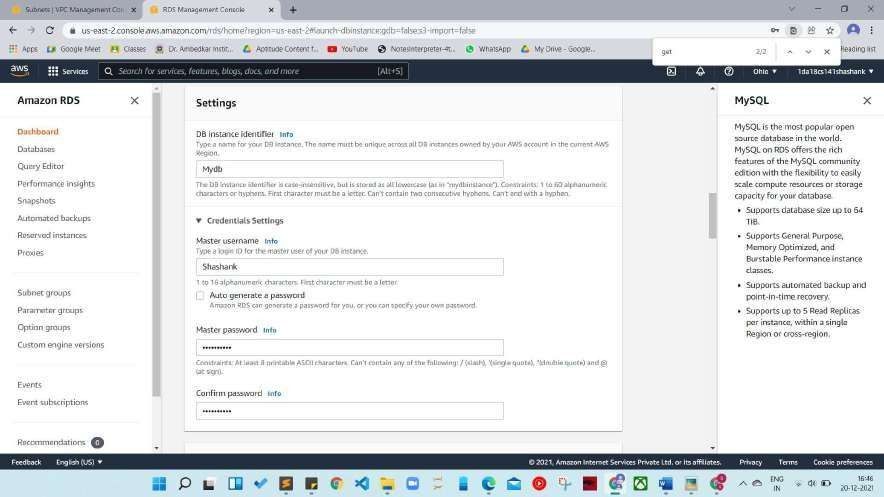 Subnets | VPC Management Con
RDS Management Console
us-east-2.console.aws.amazon.com/rds/home?region=us-east-2#launch-dbinstance:gdb=false;s3-import=false
Apps
Google Meet
Classes
Dr. Ambedkar Instit...
Aptitude Content f...
YouTube
NotesInterpreter-4t...
WhatsApp
My Drive - Google...
Reading list
get
2/2
aws
Services
Search for services, features, blogs, docs, and more
[Alt+S]
Ohio
1da18cs141shashank
Amazon RDS
Dashboard
Databases
Query Editor
Performance insights
Snapshots
Automated backups
Reserved instances
Proxies
Subnet groups
Parameter groups
Option groups
Custom engine versions
Events
Event subscriptions
Recommendations 0
Settings
DB instance identifier Info
Type a name for your DB instance. The name must be unique across all DB instances owned by your AWS account in the current AWS
Region.
Mydb
The DB instance identifier is case-insensitive, but is stored as all lowercase (as in "mydbinstance"). Constraints: 1 to 60 alphanumeric
characters or hyphens. First character must be a letter. Can't contain two consecutive hyphens. Can't end with a hyphen.
Credentials Settings
Master username Info
Type a login ID for the master user of your DB instance.
Shashank
1 to 16 alphanumeric characters. First character must be a letter.
Auto generate a password
Amazon RDS can generate a password for you, or you can specify your own password.
Master password Info
••••••••••
Constraints: At least 8 printable ASCII characters. Can't contain any of the following: / (slash), '(single quote), "(double quote) and @
(at sign).
Confirm password Info
••••••••••
MySQL
MySQL is the most popular open
source database in the world.
MySQL on RDS offers the rich
features of the MySQL community
edition with the flexibility to easily
scale compute resources or storage
capacity for your database.
• Supports database size up to 64
TiB.
• Supports General Purpose,
Memory Optimized, and
Burstable Performance instance
classes.
• Supports automated backup and
point-in-time recovery.
• Supports up to 5 Read Replicas
per instance, within a single
Region or cross-region.
Feedback
English (US)
© 2021, Amazon Internet Services Private Ltd. or its affiliates.
Privacy
Terms
Cookie preferences
ENG
IN
16:46
20-12-2021